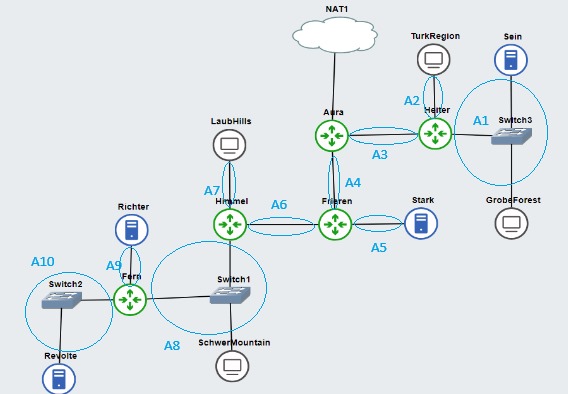 NAT1
TurkRegion
Sein
A2
Heiter
A1
Switch3
Aura
A3
LaubHills
A7
A4
GrobeForest
Himmel
A6
Frieren
Stark
A5
Richter
A10
A9
Fern
Switch2
Switch1
A8
SchwerMountain
Revolte